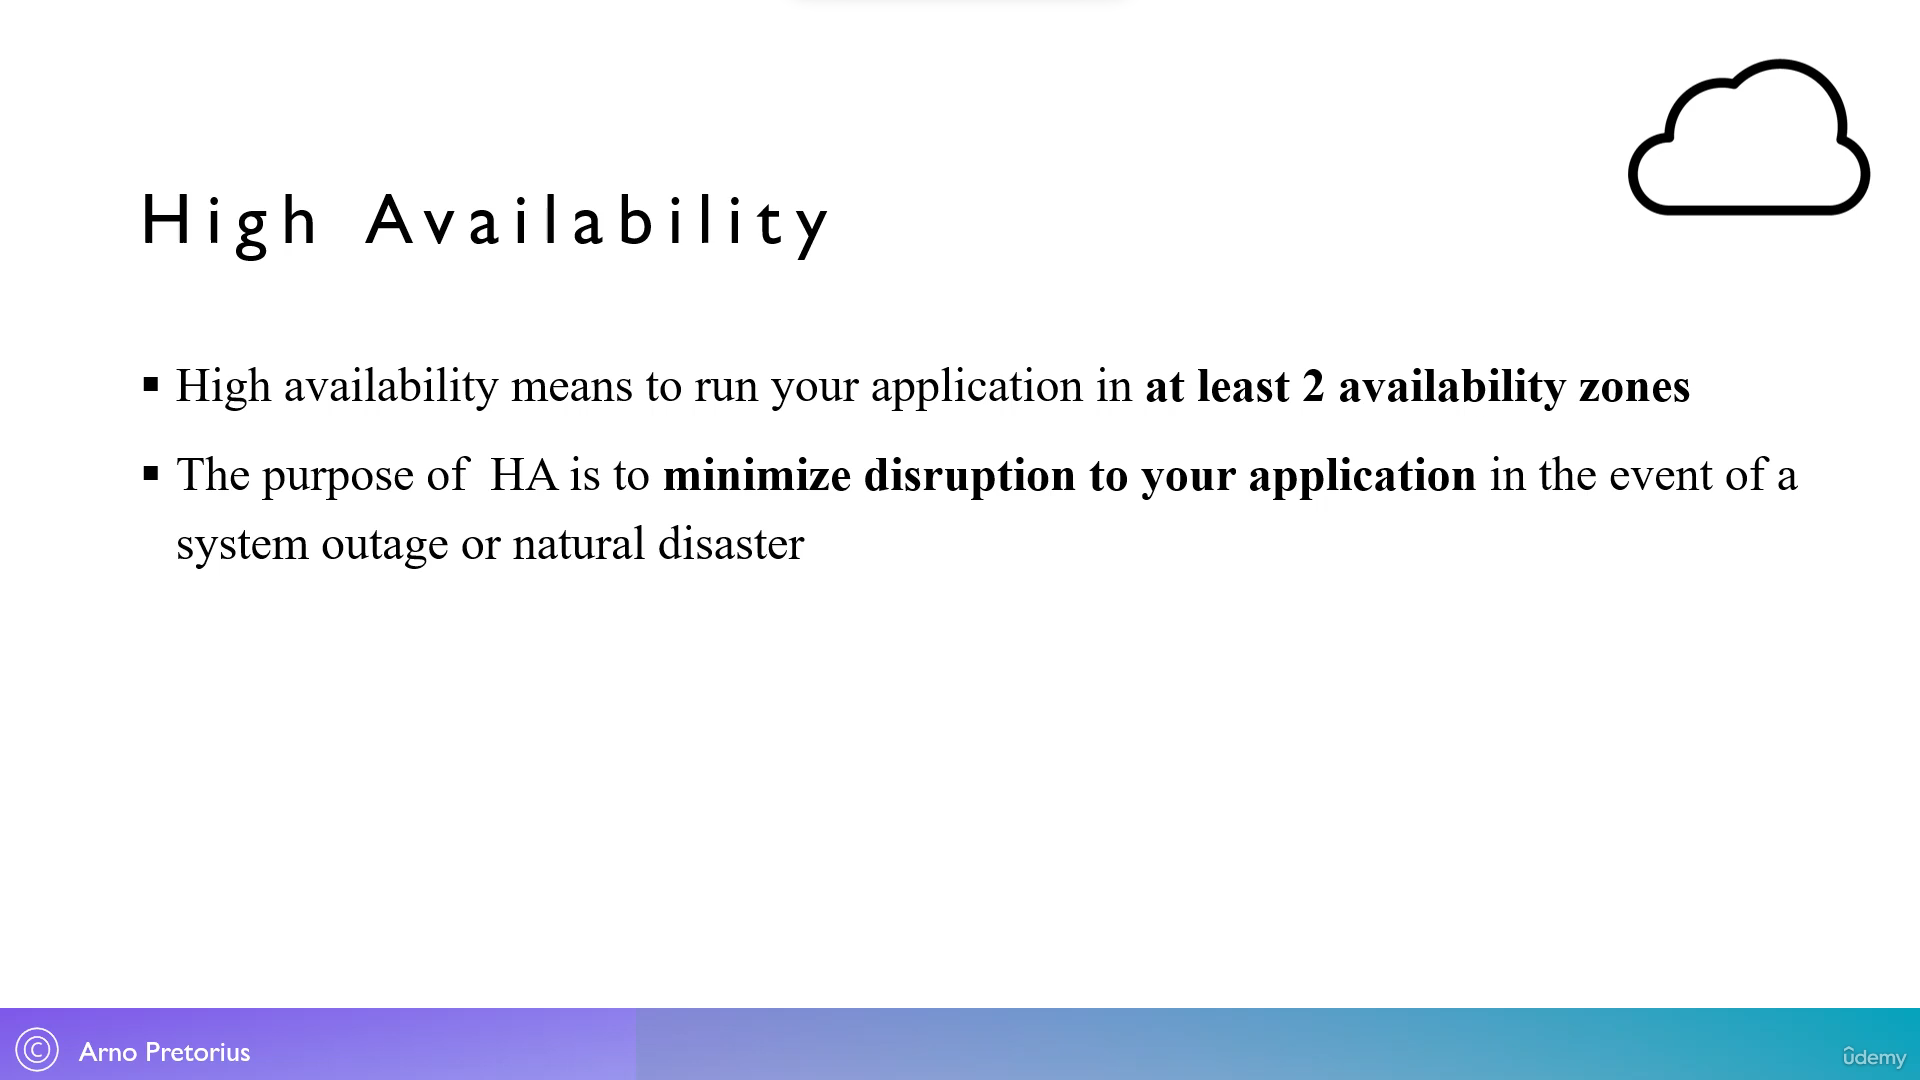 High Availability
▪ High availability means to run your application in at least 2 availability zones
▪ The purpose of  HA is to minimize disruption to your application in the event of a
system outage or natural disaster
© Arno Pretorius
ûdemy